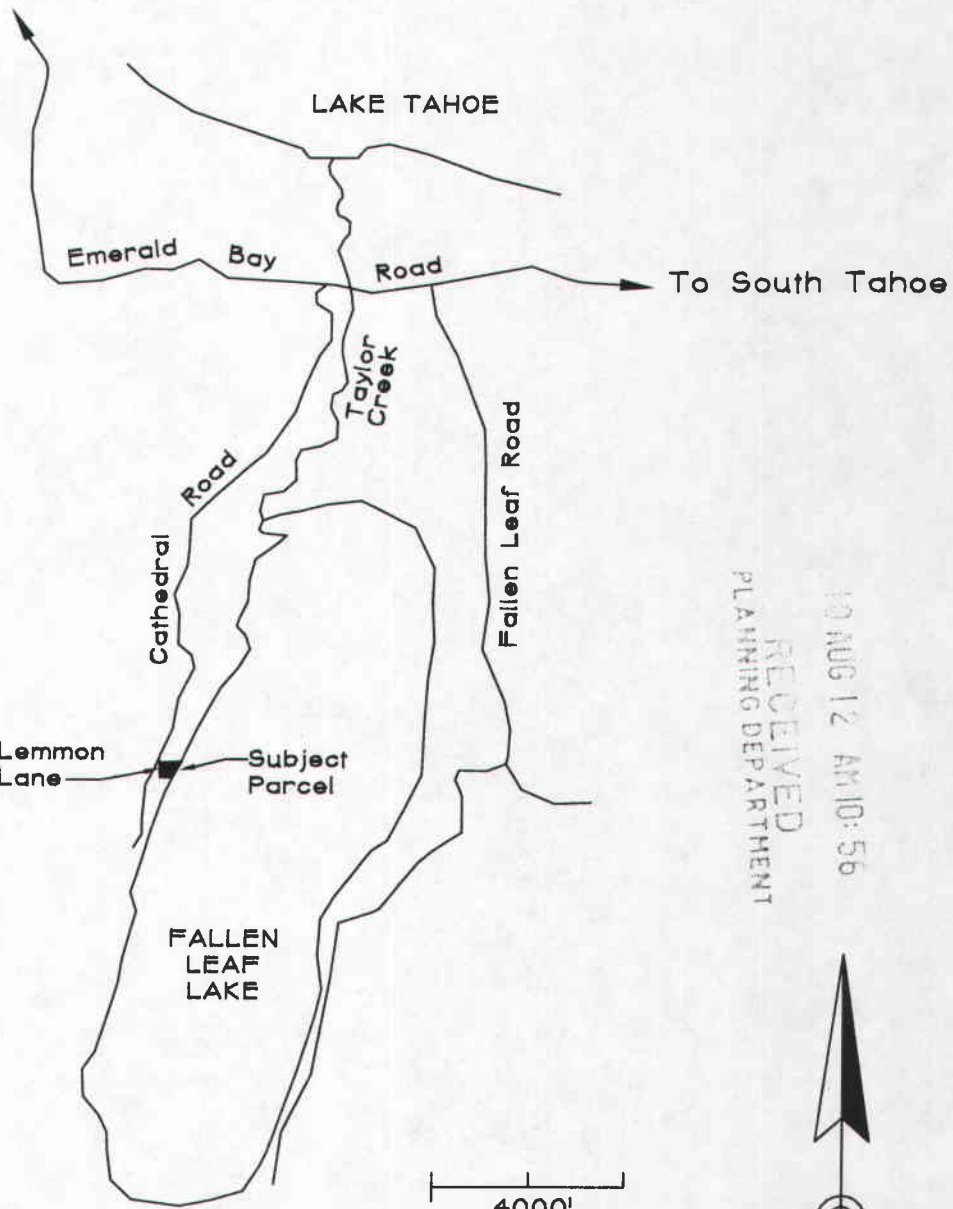 LAKE TAHOE
Emerald Bay Road
To South Tahoe
Taylor
Creek
Cathedral Road
Fallen Leaf Road
Lemmon
Lane
Subject
Parcel
FALLEN
LEAF
LAKE
4000'
10 AUG 12 AM 10:56
RECEIVED
PLANNING DEPARTMENT